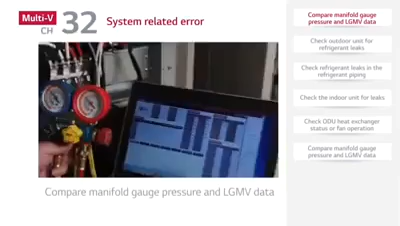 Multi-V
CH 32 System related error
Compare manifold gauge pressure and LGMV data
Compare manifold gauge
pressure and LGMV data
Check outdoor unit for
refrigerant leaks
Check refrigerant leaks in the
refrigerant piping
Check the indoor unit for leaks
Check ODU heat exchanger
status or fan operation
Compare manifold gauge
pressure and LGMV data